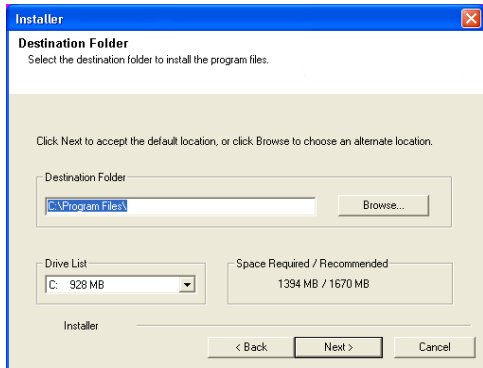 Installer
Destination Folder
Select the destination folder to install the program files.
Click Next to accept the default location, or click Browse to choose an alternate location.
Destination Folder
C:\Program Files\
Browse...
Drive List
Space Required / Recommended
C: 928 MB
1394 MB / 1670 MB
Installer
< Back
Next >
Cancel